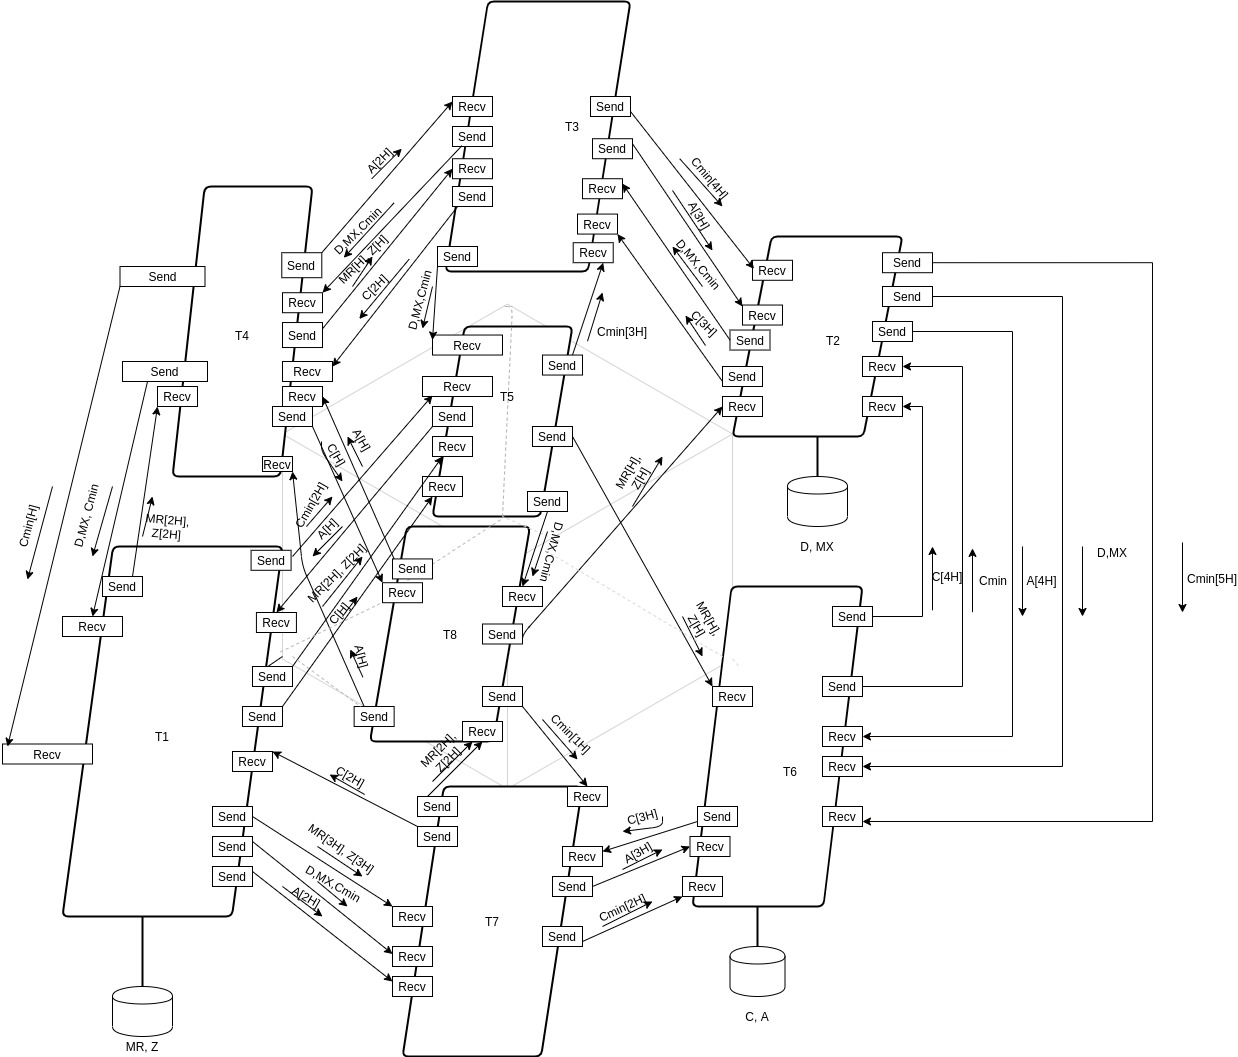 Recv
Send
Recv
Send
Send
T3
Send
Send
Recv
Recv
Recv
A[2H]
D,MX,Cmin
MR[H], Z[H]
C[2H]
D,MX,Cmin
Cmin[3H]
Cmin[4H]
A[3H]
D,MX,Cmin
C[3H]
Send
Send
Recv
T4
Send
Recv
Send
Recv
Recv
Send
Recv
Recv
Recv
Send
Recv
Recv
T5
Send
Send
Send
Recv
Recv
Send
Send
Recv
T2
Send
Send
Send
Recv
Recv
D, MX
Cmin[H]
D,MX, Cmin
MR[2H],
Z[2H]
C[H]
A[H]
Cmin[2H]
A[H]
MR[2H], Z[2H]
C[H]
A[H]
D,MX,Cmin
MR[H],
Z[H]
MR[H],
Z[H]
C[4H]
Cmin
A[4H]
D,MX
Cmin[5H]
Send
Recv
Recv
T1
Send
Recv
Send
Send
Recv
Send
Send
Send
MR, Z
Send
Recv
Send
T8
Recv
Send
Send
Recv
MR[2H],
Z[2H]
Cmin[1H]
C[2H]
MR[3H], Z[3H]
D,MX,Cmin
A[2H]
Send
Send
Recv
Recv
Recv
T7
Recv
Recv
Send
Send
C[3H]
A[3H]
Cmin[2H]
Recv
Send
Recv
Recv
T6
Send
Send
Recv
Recv
Recv
C, A